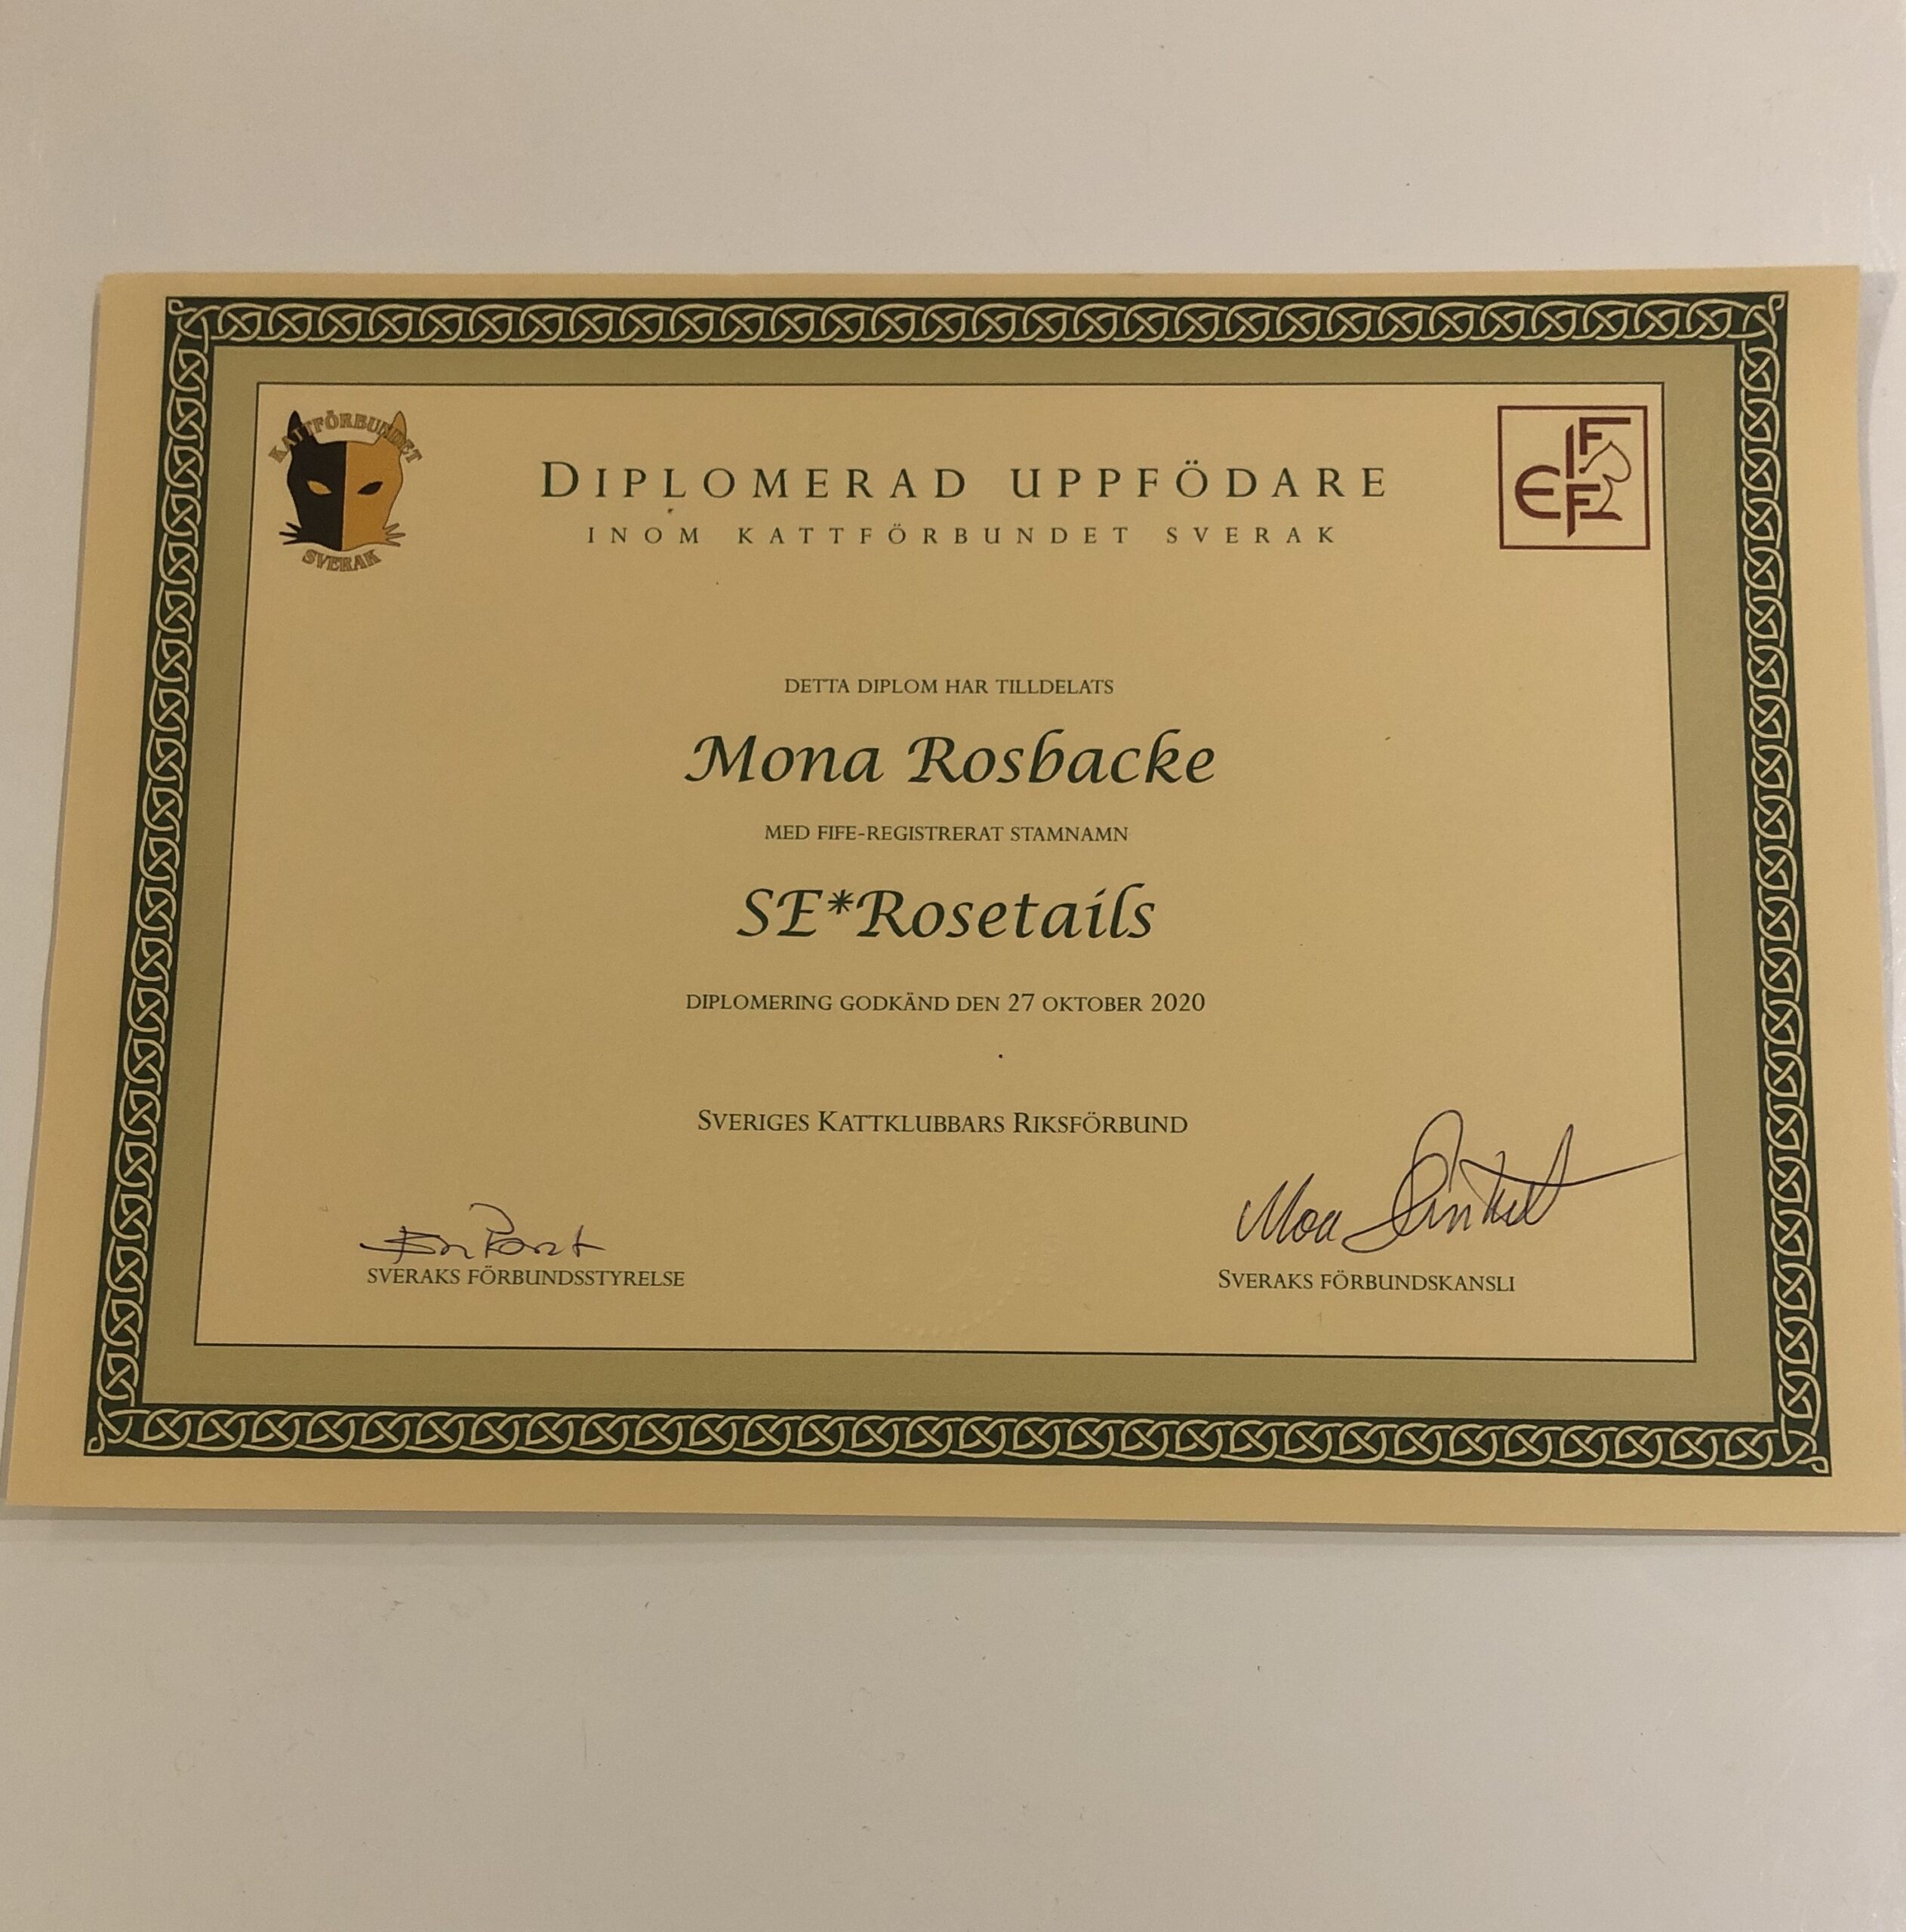 KATTFÖRBUNDET
SVERAK
DIPLOMERAD UPPFÖDARE
INOM KATTFÖRBUNDET SVERAK
FIFE
DETTA DIPLOM HAR TILLDELATS
Mona Rosbacke
MED FIFE-REGISTRERAT STAMNAMN
SE*Rosetails
DIPLOMERING GODKÄND DEN 27 OKTOBER 2020
SVERIGES KATTKLUBBARS RIKSFÖRBUND
Moa
SVERAKS FÖRBUNDSSTYRELSE
SVERAKS FÖRBUNDSKANSLI